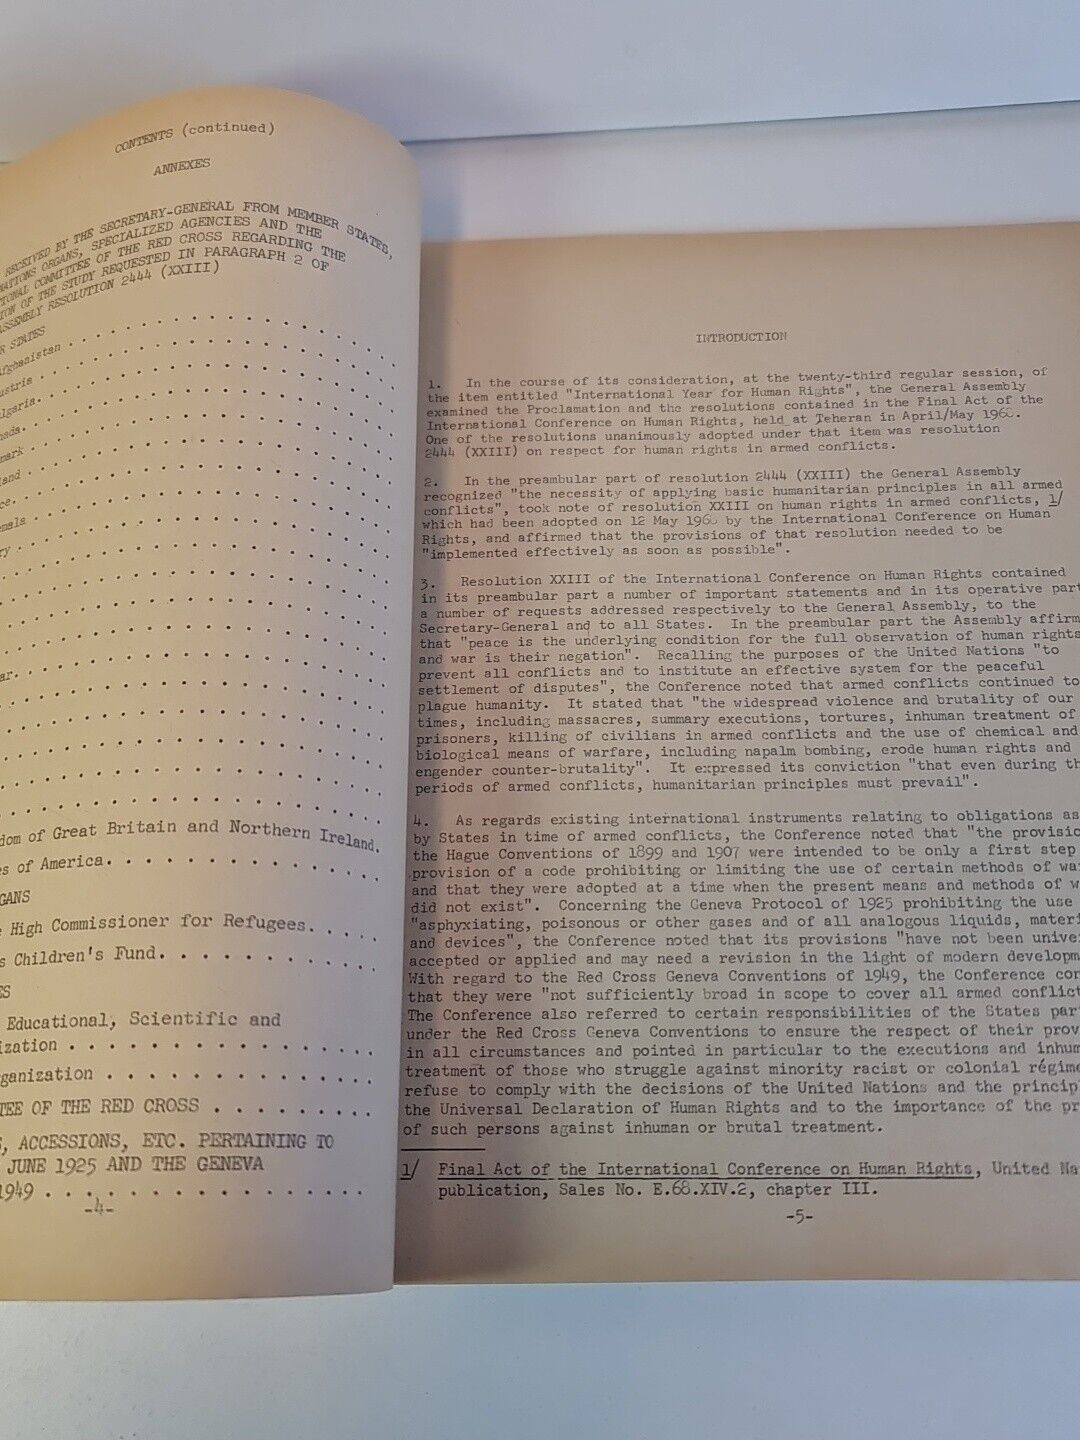 CONTENTS (continued)
ANNEXES
RECEIVED BY THE SECRETARY-GENERAL FROM MEMBER STATES,
NATIONS ORGANS, SPECIALIZED AGENCIES AND THE
TIONAL COMMITTEE OF THE RED CROSS REGARDING THE
ION OF THE STUDY REQUESTED IN PARAGRAPH 2 OF
ASSEMBLY RESOLUTION 2444 (XXIII)
R STATES
Afghanistan . . . . . . . . . . . . . .
ustria . . . . . . . . . . . . . . .
lgaria. . . . . . . . . . . . . . . .
nada. . . . . . . . . . . . . . . .
mark . . . . . . . . . . . . . . . .
land . . . . . . . . . . . . . . . .
ce. . . . . . . . . . . . . . . . .
emala . . . . . . . . . . . . . . . .
ry . . . . . . . . . . . . . . . . .
ar. . . . . . . . . . . . . . . . .
dom of Great Britain and Northern Ireland.
es of America. . . . . . . . . . . . .
GANS
e High Commissioner for Refugees. . . . .
s Children's Fund. . . . . . . . . . .
ES
Educational, Scientific and
ization . . . . . . . . . . . . . .
ganization . . . . . . . . . . . . .
TEE OF THE RED CROSS . . . . . . . . .
S, ACCESSIONS, ETC. PERTAINING TO
JUNE 1925 AND THE GENEVA
1949 . . . . . . . . . . . . . . .
-4-
INTRODUCTION
1. In the course of its consideration, at the twenty-third regular session, of
the item entitled "International Year for Human Rights", the General Assembly
examined the Proclamation and the resolutions contained in the Final Act of the
International Conference on Human Rights, held at Teheran in April/May 1968.
One of the resolutions unanimously adopted under that item was resolution
2444 (XXIII) on respect for human rights in armed conflicts.
2. In the preambular part of resolution 2444 (XXIII) the General Assembly
recognized "the necessity of applying basic humanitarian principles in all armed
conflicts", took note of resolution XXIII on human rights in armed conflicts, 1/
which had been adopted on 12 May 1968 by the International Conference on Human
Rights, and affirmed that the provisions of that resolution needed to be
"implemented effectively as soon as possible".
3. Resolution XXIII of the International Conference on Human Rights contained
in its preambular part a number of important statements and in its operative part
a number of requests addressed respectively to the General Assembly, to the
Secretary-General and to all States. In the preambular part the Assembly affirm
that "peace is the underlying condition for the full observation of human rights
and war is their negation". Recalling the purposes of the United Nations "to
prevent all conflicts and to institute an effective system for the peaceful
settlement of disputes", the Conference noted that armed conflicts continued to
plague humanity. It stated that "the widespread violence and brutality of our
times, including massacres, summary executions, tortures, inhuman treatment of
prisoners, killing of civilians in armed conflicts and the use of chemical and
biological means of warfare, including napalm bombing, erode human rights and
engender counter-brutality". It expressed its conviction "that even during th
periods of armed conflicts, humanitarian principles must prevail".
4. As regards existing international instruments relating to obligations as
by States in time of armed conflicts, the Conference noted that "the provisio
the Hague Conventions of 1899 and 1907 were intended to be only a first step
provision of a code prohibiting or limiting the use of certain methods of wa
and that they were adopted at a time when the present means and methods of w
did not exist". Concerning the Geneva Protocol of 1925 prohibiting the use
"asphyxiating, poisonous or other gases and of all analogous liquids, materi
and devices", the Conference noted that its provisions "have not been unive
accepted or applied and may need a revision in the light of modern developm
With regard to the Red Cross Geneva Conventions of 1949, the Conference con
that they were "not sufficiently broad in scope to cover all armed conflict
The Conference also referred to certain responsibilities of the States par
under the Red Cross Geneva Conventions to ensure the respect of their prov
in all circumstances and pointed in particular to the executions and inhum
treatment of those who struggle against minority racist or colonial régime
refuse to comply with the decisions of the United Nations and the principl
the Universal Declaration of Human Rights and to the importance of the pr
of such persons against inhuman or brutal treatment.
1/ Final Act of the International Conference on Human Rights, United Na
publication, Sales No. E.68.XIV.2, chapter III.
-5-